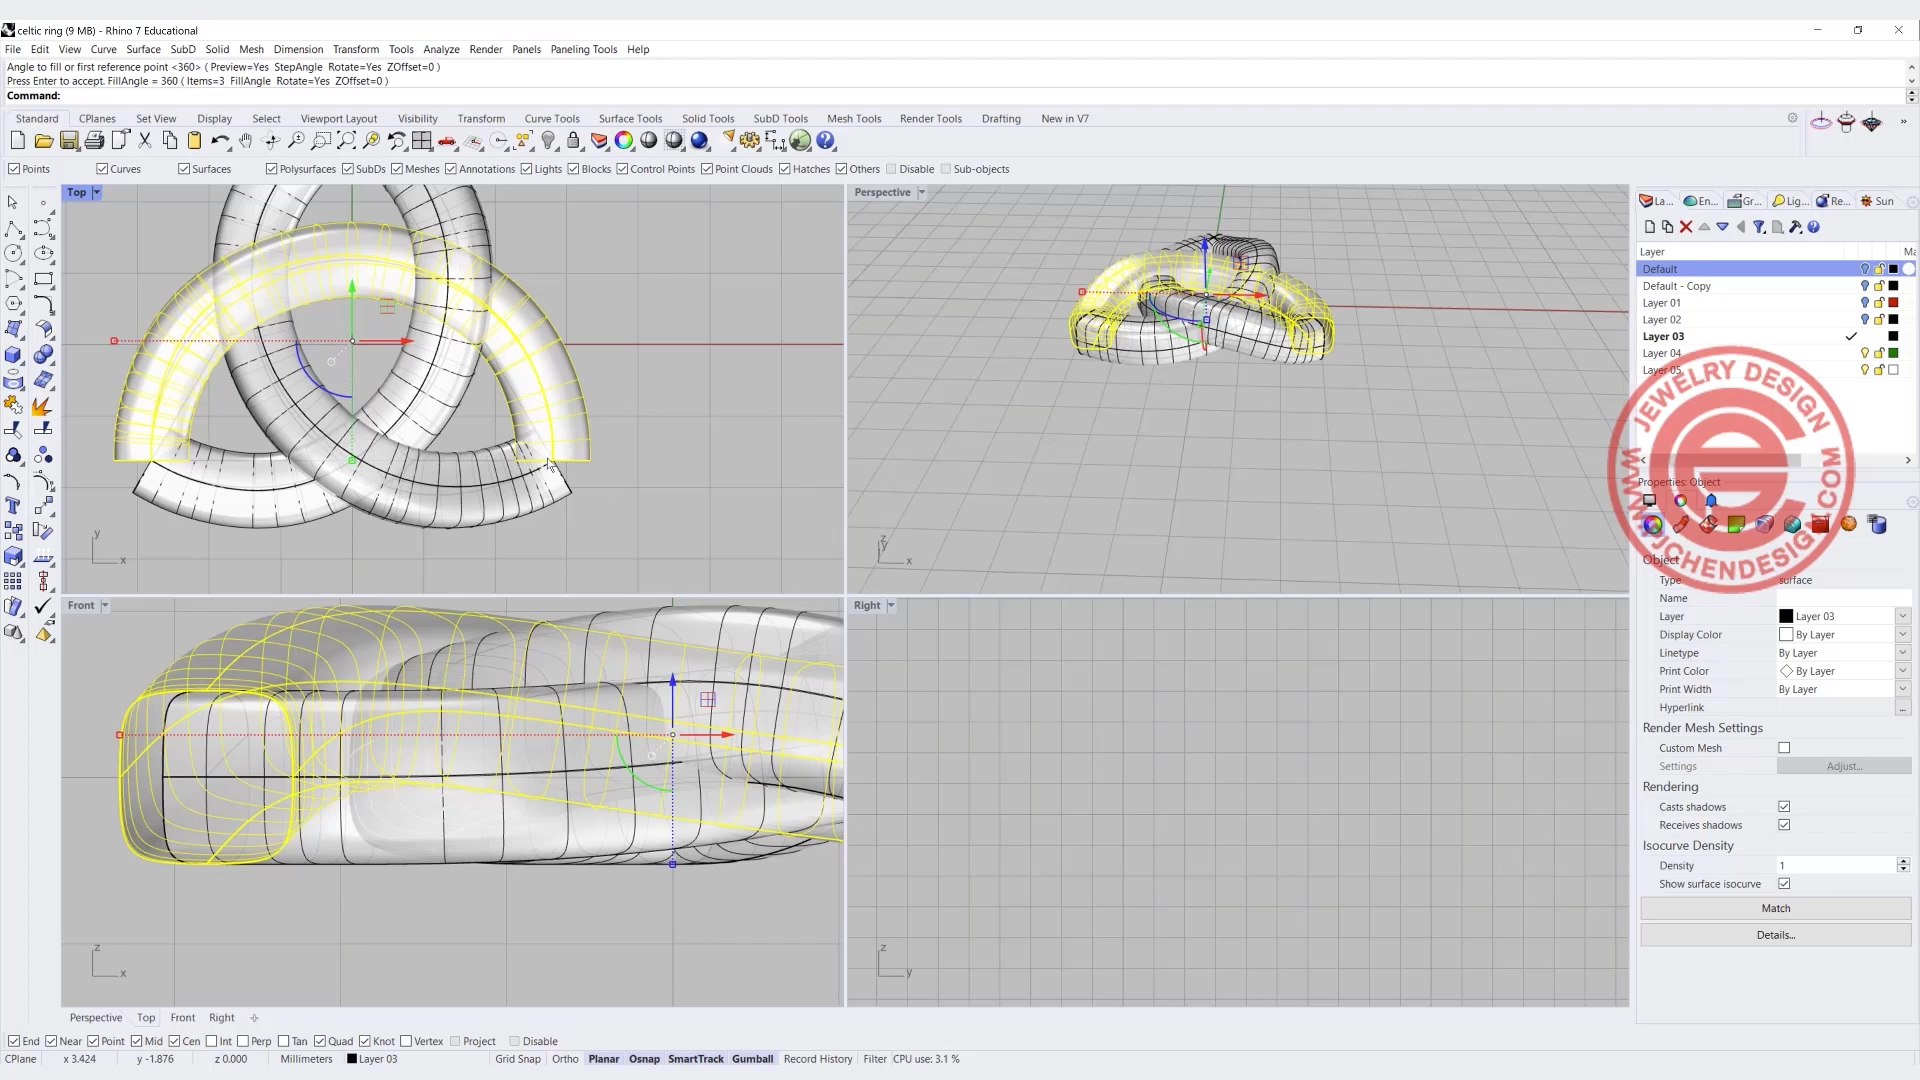 celtic ring (9 MB) - Rhino 7 Educational
File Edit View Curve Surface SubD Solid Mesh Dimension Transform Tools Analyze Render Panels Paneling Tools Help
Angle to fill or first reference point <360> ( Preview=Yes StepAngle Rotate=Yes ZOffset=0 )
Press Enter to accept. FillAngle = 360 ( Items=3 FillAngle Rotate=Yes ZOffset=0 )
Command:
Standard CPlanes Set View Display Select Viewport Layout Visibility Transform Curve Tools Surface Tools Solid Tools SubD Tools Mesh Tools Render Tools Drafting New in V7
Points Curves Surfaces Polysurfaces SubDs Meshes Annotations Lights Blocks Control Points Point Clouds Hatches Others Disable Sub-objects
Top
Perspective
La... En... Gr... Lig... Re... Sun
Layer Ma
Default
Default - Copy
Layer 01
Layer 02
Layer 03
Layer 04
Layer 05
JEWELRY DESIGN
WWW.JCHENDESIGN.COM
Properties: Object
Object
Type surface
Name
Layer Layer 03
Display Color By Layer
Linetype By Layer
Print Color By Layer
Print Width By Layer
Hyperlink ...
Render Mesh Settings
Custom Mesh
Settings Adjust...
Rendering
Casts shadows
Receives shadows
Isocurve Density
Density 1
Show surface isocurve
Match
Details...
y
x
z
y
x
Front
Right
z
x
z
y
Perspective Top Front Right
End Near Point Mid Cen Int Perp Tan Quad Knot Vertex Project Disable
CPlane x 3.424 y -1.876 z 0.000 Millimeters Layer 03 Grid Snap Ortho Planar Osnap SmartTrack Gumball Record History Filter CPU use: 3.1 %